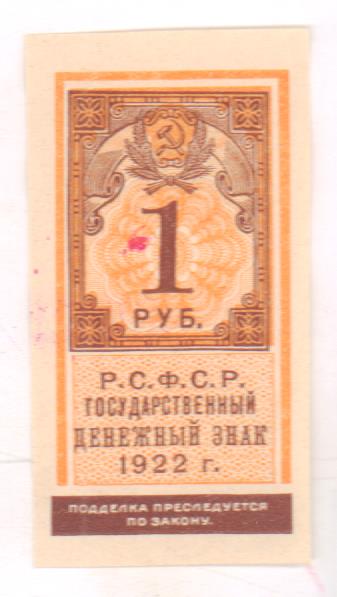 1
РУБ.
Р.С.Ф.С.Р.
ГОСУДАРСТВЕННЫЙ
ДЕНЕЖНЫЙ ЗНАК
1922 г.
ПОДДЕЛКА ПРЕСЛЕДУЕТСЯ
ПО ЗАКОНУ.